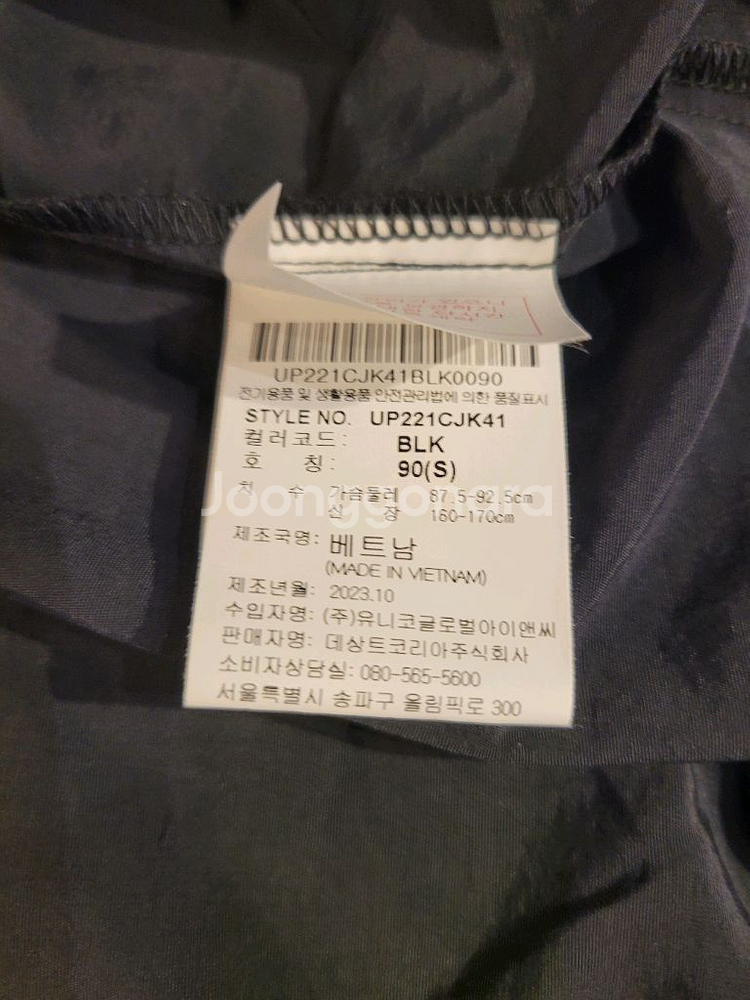 UP221CJK41BLK0090
전기용품 및 생활용품 안전관리법에 의한 품질표시
STYLE NO. UP221CJK41
컬러코드: BLK
호 칭: 90(S)
치 수 가슴둘레 87.5-92.5cm
신 장 160-170cm
Joonggonara
제조국명: 베트남
(MADE IN VIETNAM)
제조년월: 2023.10
수입자명: (주)유니코글로벌아이앤씨
판매자명: 데상트코리아주식회사
소비자상담실: 080-565-5600
서울특별시 송파구 올림픽로 300